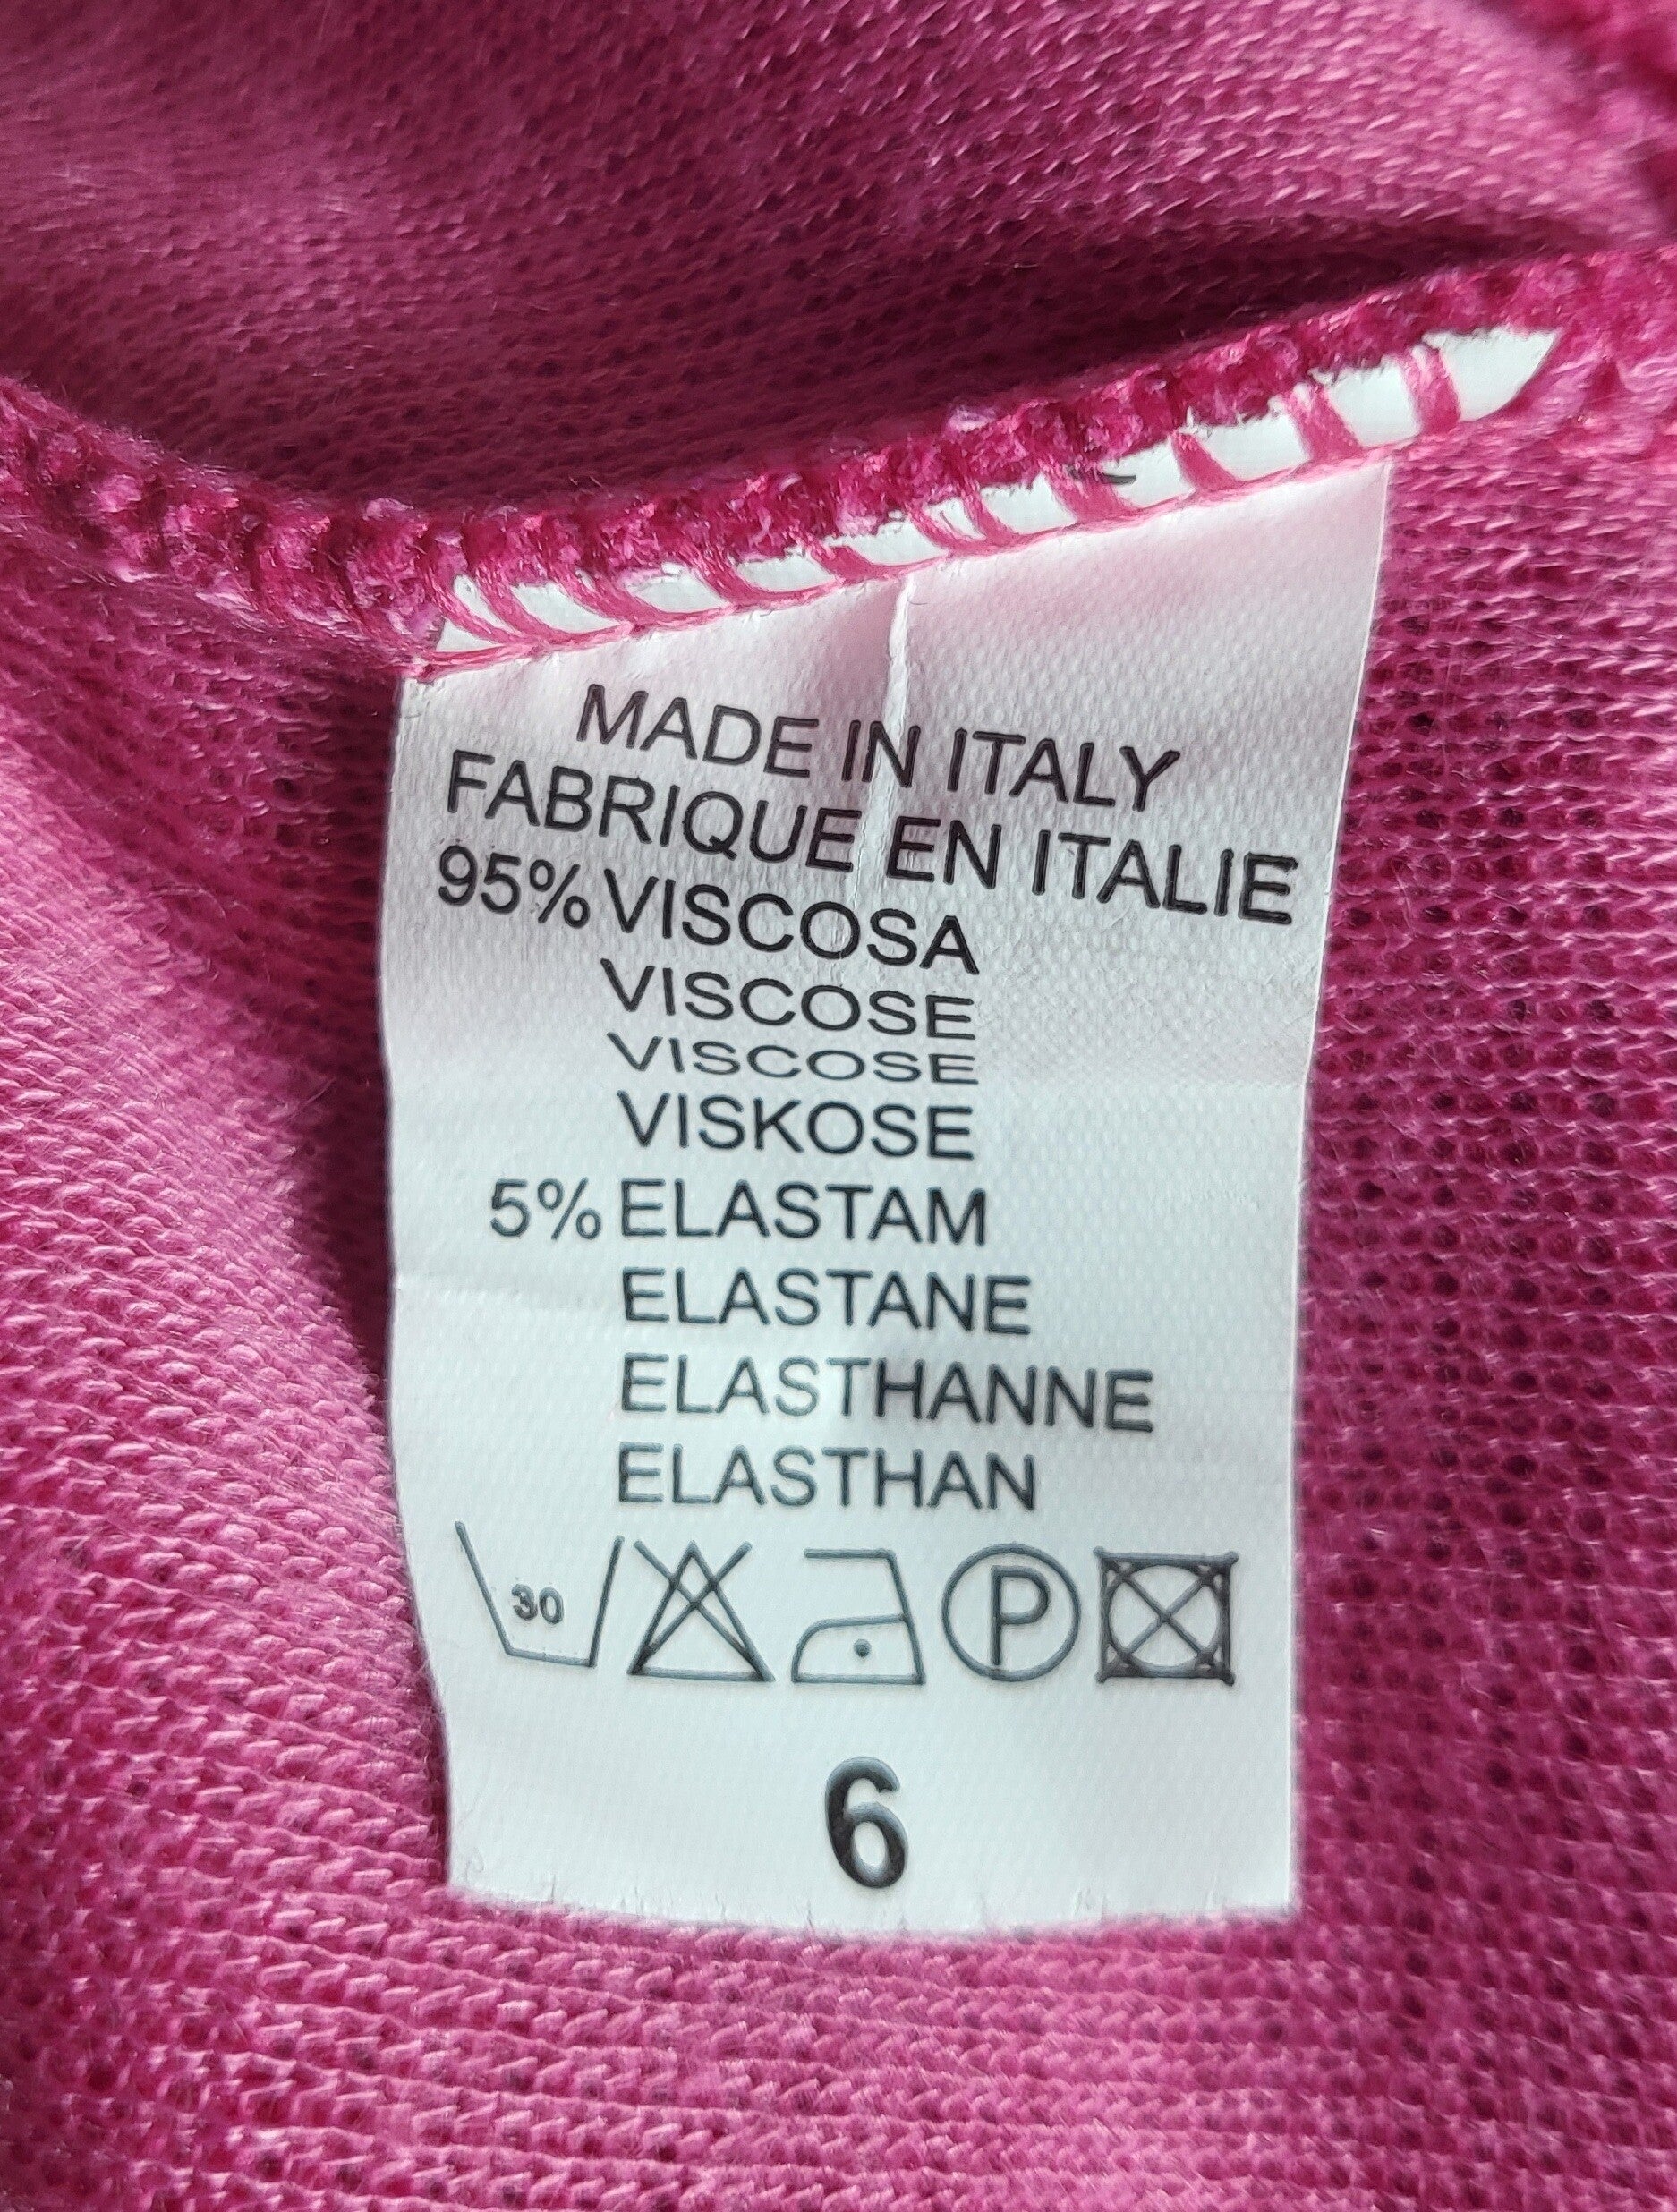 MADE IN ITALY
FABRIQUE EN ITALIE
95% VISCOSA
VISCOSE
VISCOSE
VISKOSE
5% ELASTAM
ELASTANE
ELASTHANNE
ELASTHAN
30 P
6